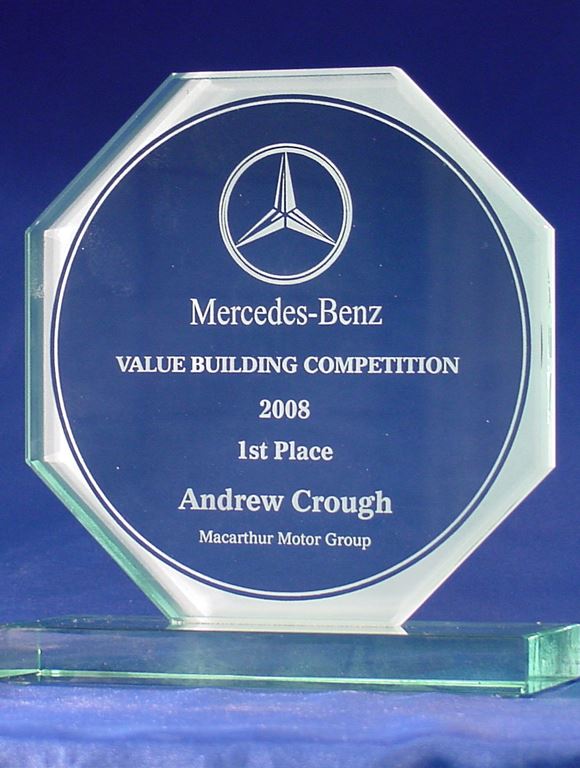 Mercedes-Benz
VALUE BUILDING COMPETITION
2008
1st Place
Andrew Crough
Macarthur Motor Group